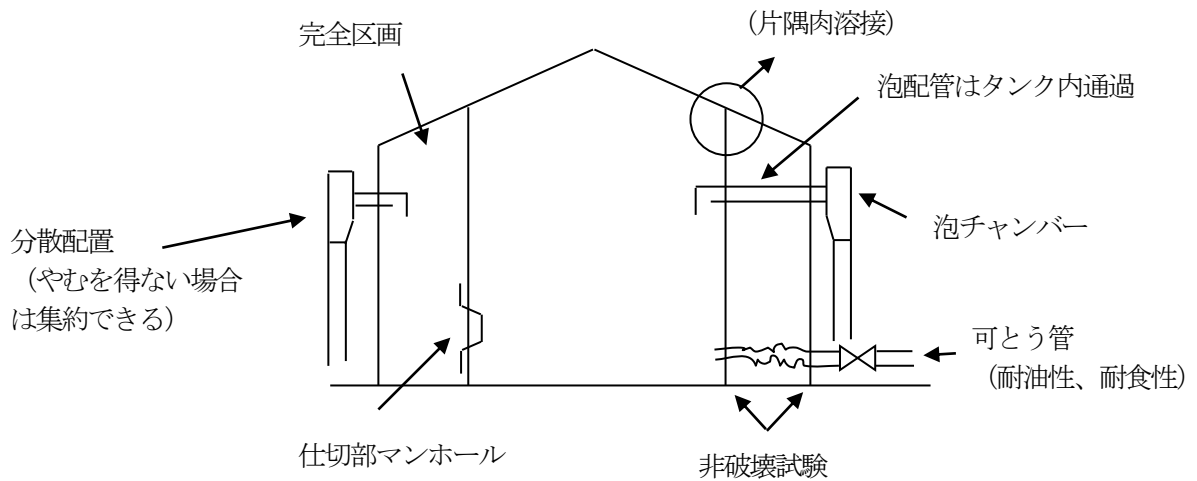 完全区画
（片隅肉溶接）
泡配管はタンク内通過
分散配置
（やむを得ない場合
は集約できる）
泡チャンバー
可とう管
（耐油性、耐食性）
仕切部マンホール
非破壊試験